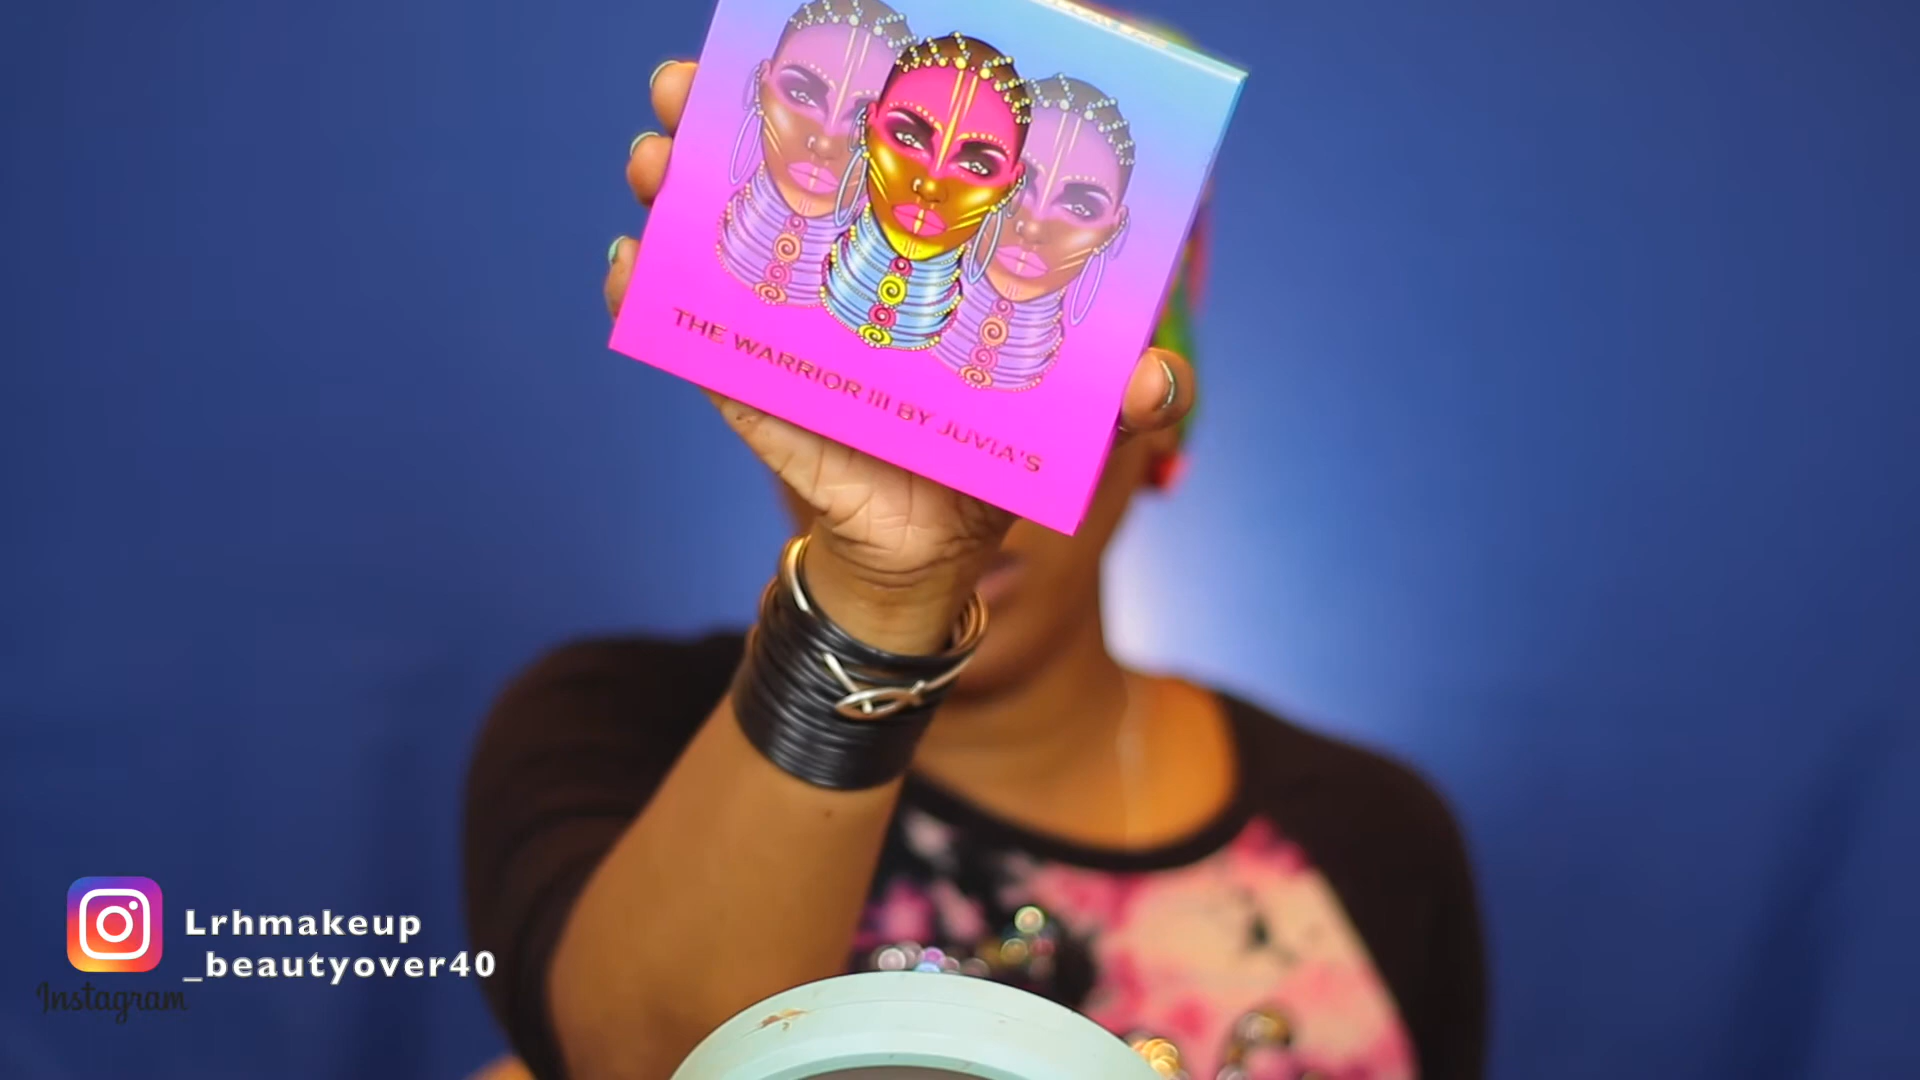 THE WARRIOR III BY JUVIA'S
Lrhmakeup
_beautyover40
Instagram